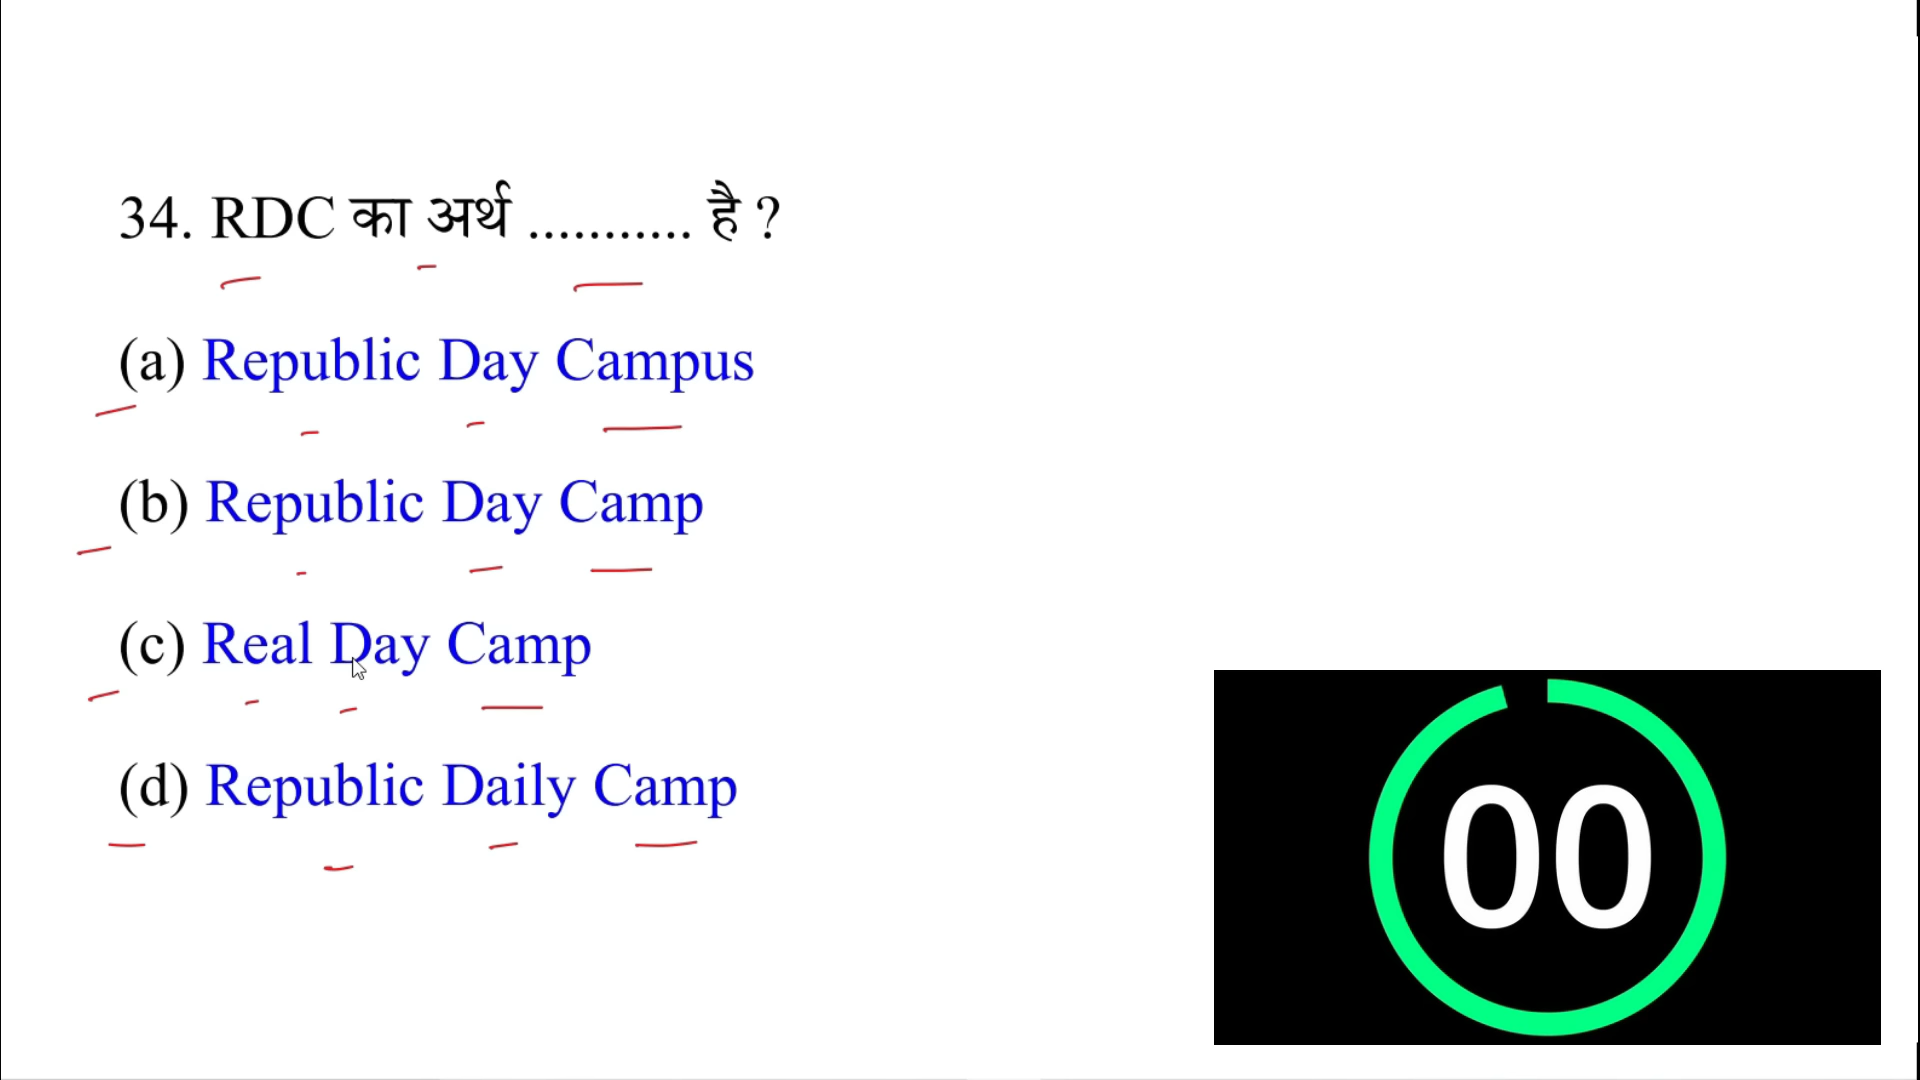 34. RDC का अर्थ ........... है ?
(a) Republic Day Campus
(b) Republic Day Camp
(c) Real Day Camp
(d) Republic Daily Camp
00